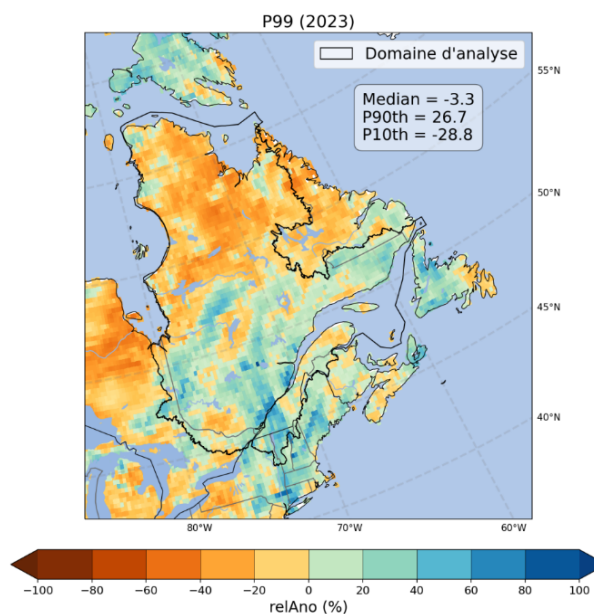 P99 (2023)
Domaine d'analyse
Median = -3.3
P90th = 26.7
P10th = -28.8
55°N
50°N
45°N
40°N
80°W 70°W 60°W
−100 −80 −60 −40 −20 0 20 40 60 80 100
relAno (%)